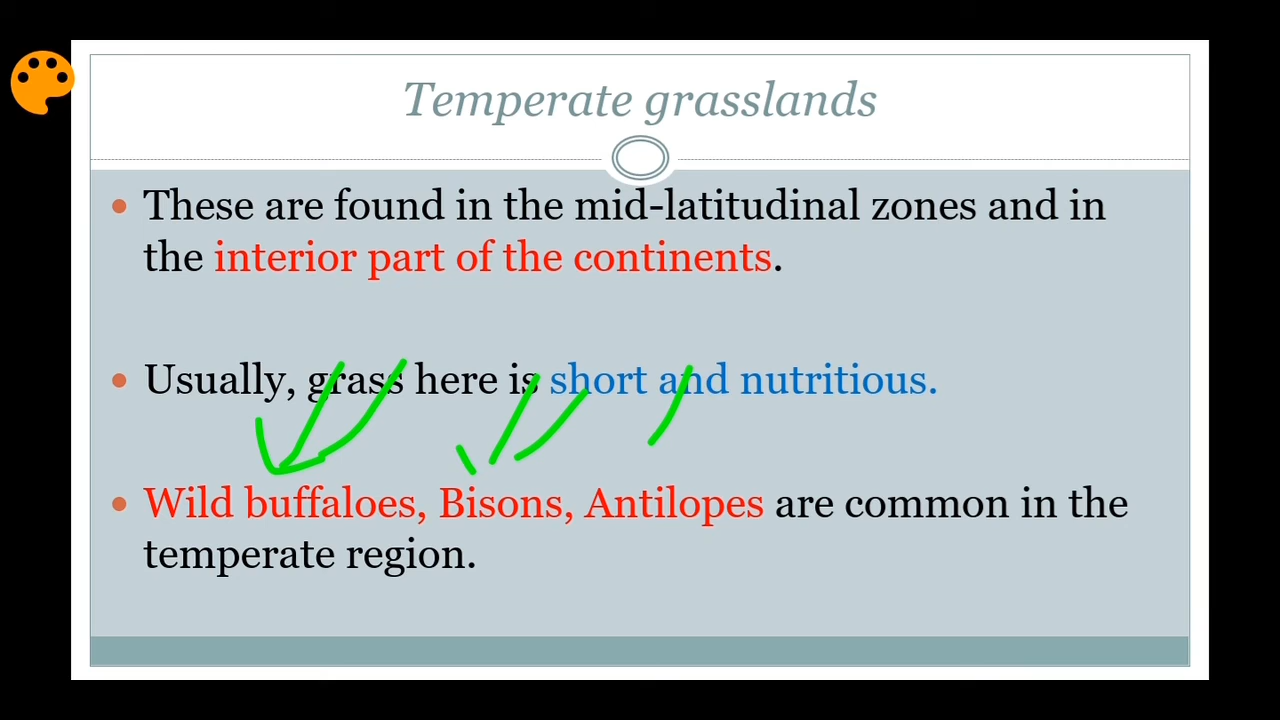 Temperate grasslands
These are found in the mid-latitudinal zones and in
the interior part of the continents.
Usually, grass here is short and nutritious.
Wild buffaloes, Bisons, Antilopes are common in the
temperate region.